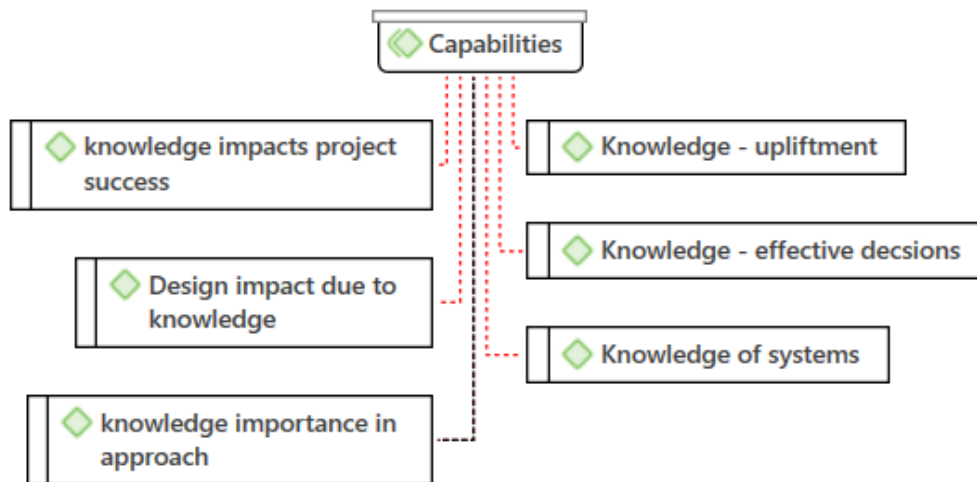 Capabilities
knowledge impacts project
success
Design impact due to
knowledge
knowledge importance in
approach
Knowledge - upliftment
Knowledge - effective decsions
Knowledge of systems